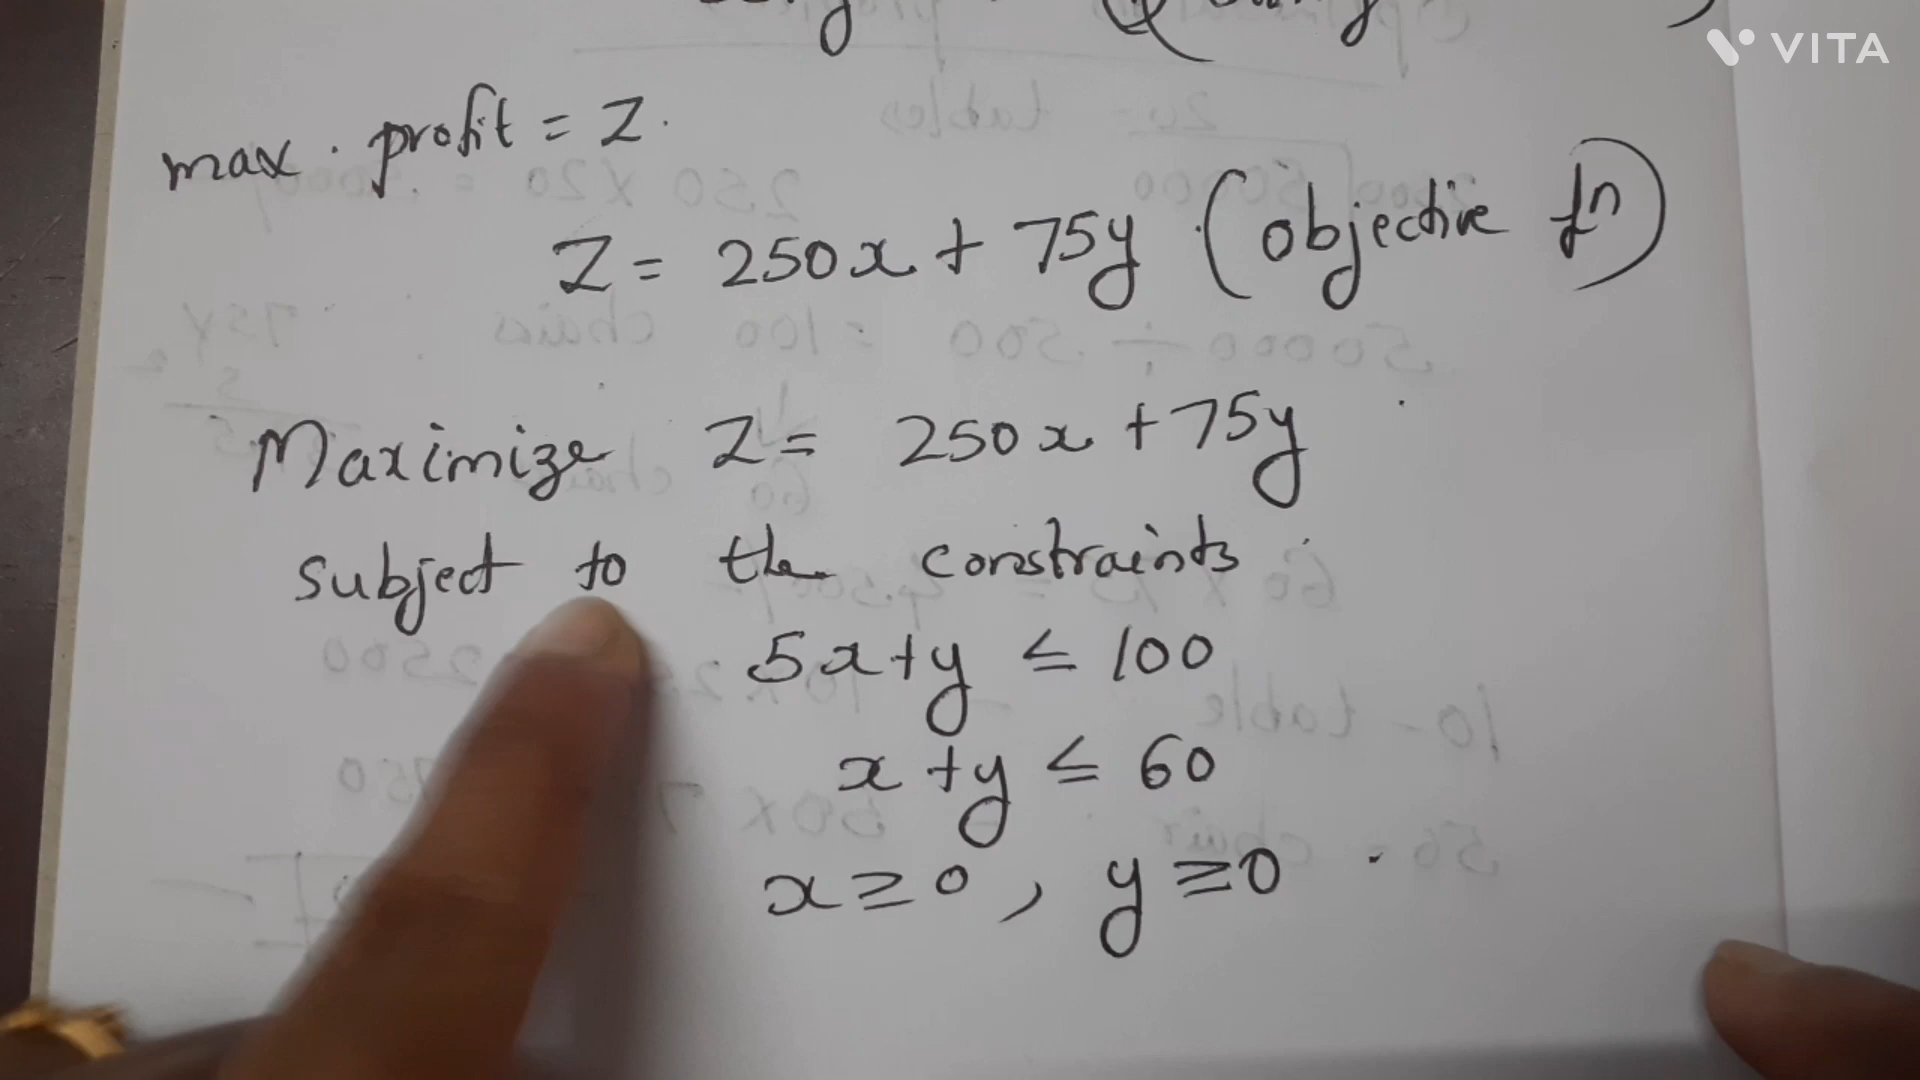 VITA
max. profit = Z.
Z = 250x + 75y (objective fn)
Maximize Z = 250x + 75y
subject to the constraints
5x+y ≤ 100
x+y ≤ 60
x≥0, y≥0